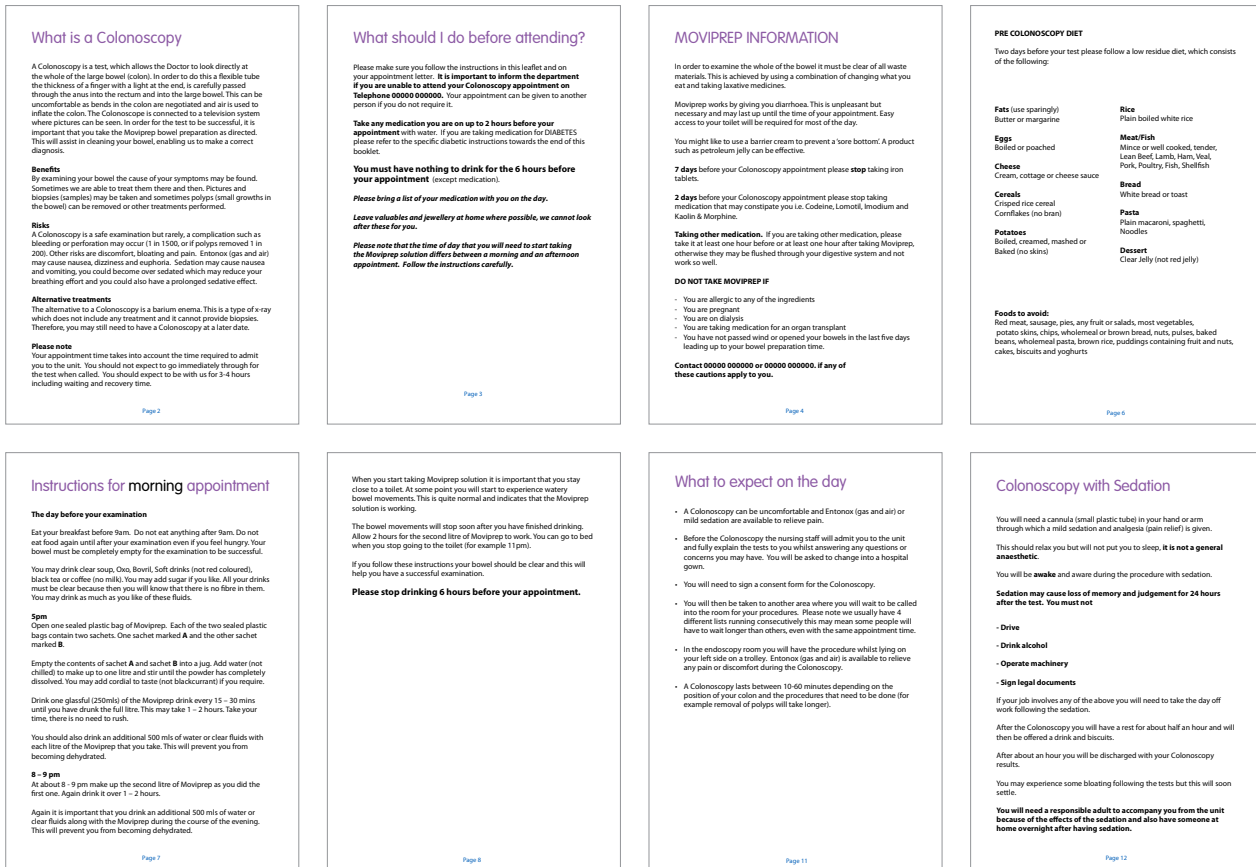 What is a Colonoscopy
A Colonoscopy is a test, which allows the Doctor to look directly at
the whole of the large bowel (colon). In order to do this a flexible tube
the thickness of a finger with a light at the end, is carefully passed
through the anus into the rectum and into the large bowel. This can be
uncomfortable as bends in the colon are negotiated and air is used to
inflate the colon. The Colonoscope is connected to a television system
where pictures can be seen. In order for the test to be successful, it is
important that you take the Moviprep bowel preparation as directed.
This will assist in cleaning your bowel, enabling us to make a correct
diagnosis.
Benefits
By examining your bowel the cause of your symptoms may be found.
Sometimes we are able to treat them there and then. Pictures and
biopsies (samples) may be taken and sometimes polyps (small growths in
the bowel) can be removed or other treatments performed.
Risks
A Colonoscopy is a safe examination but rarely, a complication such as
bleeding or perforation may occur (1 in 1500, or if polyps removed 1 in
200). Other risks are discomfort, bloating and pain. Entonox (gas and air)
may cause nausea, dizziness and euphoria. Sedation may cause nausea
and vomiting, you could become over sedated which may reduce your
breathing effort and you could also have a prolonged sedative effect.
Alternative treatments
The alternative to a Colonoscopy is a barium enema. This is a type of x-ray
which does not include any treatment and it cannot provide biopsies.
Therefore, you may still need to have a Colonoscopy at a later date.
Please note
Your appointment time takes into account the time required to admit
you to the unit. You should not expect to go immediately through for
the test when called. You should expect to be with us for 3-4 hours
including waiting and recovery time.
Page 2
What should I do before attending?
Please make sure you follow the instructions in this leaflet and on
your appointment letter. It is important to inform the department
if you are unable to attend your Colonoscopy appointment on
Telephone 00000 000000. Your appointment can be given to another
person if you do not require it.
Take any medication you are on up to 2 hours before your
appointment with water. If you are taking medication for DIABETES
please refer to the specific diabetic instructions towards the end of this
booklet.
You must have nothing to drink for the 6 hours before
your appointment (except medication).
Please bring a list of your medication with you on the day.
Leave valuables and jewellery at home where possible, we cannot look
after these for you.
Please note that the time of day that you will need to start taking
the Moviprep solution differs between a morning and an afternoon
appointment. Follow the instructions carefully.
Page 3
MOVIPREP INFORMATION
In order to examine the whole of the bowel it must be clear of all waste
materials. This is achieved by using a combination of changing what you
eat and taking laxative medicines.
Moviprep works by giving you diarrhoea. This is unpleasant but
necessary and may last up until the time of your appointment. Easy
access to your toilet will be required for most of the day.
You might like to use a barrier cream to prevent a 'sore bottom'. A product
such as petroleum jelly can be effective.
7 days before your Colonoscopy appointment please stop taking iron
tablets.
2 days before your Colonoscopy appointment please stop taking
medication that may constipate you i.e. Codeine, Lomotil, Imodium and
Kaolin & Morphine.
Taking other medication. If you are taking other medication, please
take it at least one hour before or at least one hour after taking Moviprep,
otherwise they may be flushed through your digestive system and not
work so well.
DO NOT TAKE MOVIPREP IF
- You are allergic to any of the ingredients
- You are pregnant
- You are on dialysis
- You are taking medication for an organ transplant
- You have not passed wind or opened your bowels in the last five days
leading up to your bowel preparation time.
Contact 00000 000000 or 00000 000000. if any of
these cautions apply to you.
Page 4
PRE COLONOSCOPY DIET
Two days before your test please follow a low residue diet, which consists
of the following:
Fats (use sparingly)
Butter or margarine
Eggs
Boiled or poached
Cheese
Cream, cottage or cheese sauce
Cereals
Crisped rice cereal
Cornflakes (no bran)
Potatoes
Boiled, creamed, mashed or
Baked (no skins)
Rice
Plain boiled white rice
Meat/Fish
Mince or well cooked, tender,
Lean Beef, Lamb, Ham, Veal,
Pork, Poultry, Fish, Shellfish
Bread
White bread or toast
Pasta
Plain macaroni, spaghetti,
Noodles
Dessert
Clear Jelly (not red jelly)
Foods to avoid:
Red meat, sausage, pies, any fruit or salads, most vegetables,
potato skins, chips, wholemeal or brown bread, nuts, pulses, baked
beans, wholemeal pasta, brown rice, puddings containing fruit and nuts,
cakes, biscuits and yoghurts
Page 6
Instructions for morning appointment
The day before your examination
Eat your breakfast before 9am. Do not eat anything after 9am. Do not
eat food again until after your examination even if you feel hungry. Your
bowel must be completely empty for the examination to be successful.
You may drink clear soup, Oxo, Bovril, Soft drinks (not red coloured),
black tea or coffee (no milk). You may add sugar if you like. All your drinks
must be clear because then you will know that there is no fibre in them.
You may drink as much as you like of these fluids.
5pm
Open one sealed plastic bag of Moviprep. Each of the two sealed plastic
bags contain two sachets. One sachet marked A and the other sachet
marked B.
Empty the contents of sachet A and sachet B into a jug. Add water (not
chilled) to make up to one litre and stir until the powder has completely
dissolved. You may add cordial to taste (not blackcurrant) if you require.
Drink one glassful (250mls) of the Moviprep drink every 15 – 30 mins
until you have drunk the full litre. This may take 1 – 2 hours. Take your
time, there is no need to rush.
You should also drink an additional 500 mls of water or clear fluids with
each litre of the Moviprep that you take. This will prevent you from
becoming dehydrated.
8 – 9 pm
At about 8 - 9 pm make up the second litre of Moviprep as you did the
first one. Again drink it over 1 – 2 hours.
Again it is important that you drink an additional 500 mls of water or
clear fluids along with the Moviprep during the course of the evening.
This will prevent you from becoming dehydrated.
Page 7
When you start taking Moviprep solution it is important that you stay
close to a toilet. At some point you will start to experience watery
bowel movements. This is quite normal and indicates that the Moviprep
solution is working.
The bowel movements will stop soon after you have finished drinking.
Allow 2 hours for the second litre of Moviprep to work. You can go to bed
when you stop going to the toilet (for example 11pm).
If you follow these instructions your bowel should be clear and this will
help you have a successful examination.
Please stop drinking 6 hours before your appointment.
Page 8
What to expect on the day
• A Colonoscopy can be uncomfortable and Entonox (gas and air) or
mild sedation are available to relieve pain.
• Before the Colonoscopy the nursing staff will admit you to the unit
and fully explain the tests to you whilst answering any questions or
concerns you may have. You will be asked to change into a hospital
gown.
• You will need to sign a consent form for the Colonoscopy.
• You will then be taken to another area where you will wait to be called
into the room for your procedures. Please note we usually have 4
different lists running consecutively this may mean some people will
have to wait longer than others, even with the same appointment time.
• In the endoscopy room you will have the procedure whilst lying on
your left side on a trolley. Entonox (gas and air) is available to relieve
any pain or discomfort during the Colonoscopy.
• A Colonoscopy lasts between 10-60 minutes depending on the
position of your colon and the procedures that need to be done (for
example removal of polyps will take longer).
Page 11
Colonoscopy with Sedation
You will need a cannula (small plastic tube) in your hand or arm
through which a mild sedation and analgesia (pain relief) is given.
This should relax you but will not put you to sleep, it is not a general
anaesthetic.
You will be awake and aware during the procedure with sedation.
Sedation may cause loss of memory and judgement for 24 hours
after the test. You must not
- Drive
- Drink alcohol
- Operate machinery
- Sign legal documents
If your job involves any of the above you will need to take the day off
work following the sedation.
After the Colonoscopy you will have a rest for about half an hour and will
then be offered a drink and biscuits.
After about an hour you will be discharged with your Colonoscopy
results.
You may experience some bloating following the tests but this will soon
settle.
You will need a responsible adult to accompany you from the unit
because of the effects of the sedation and also have someone at
home overnight after having sedation.
Page 12